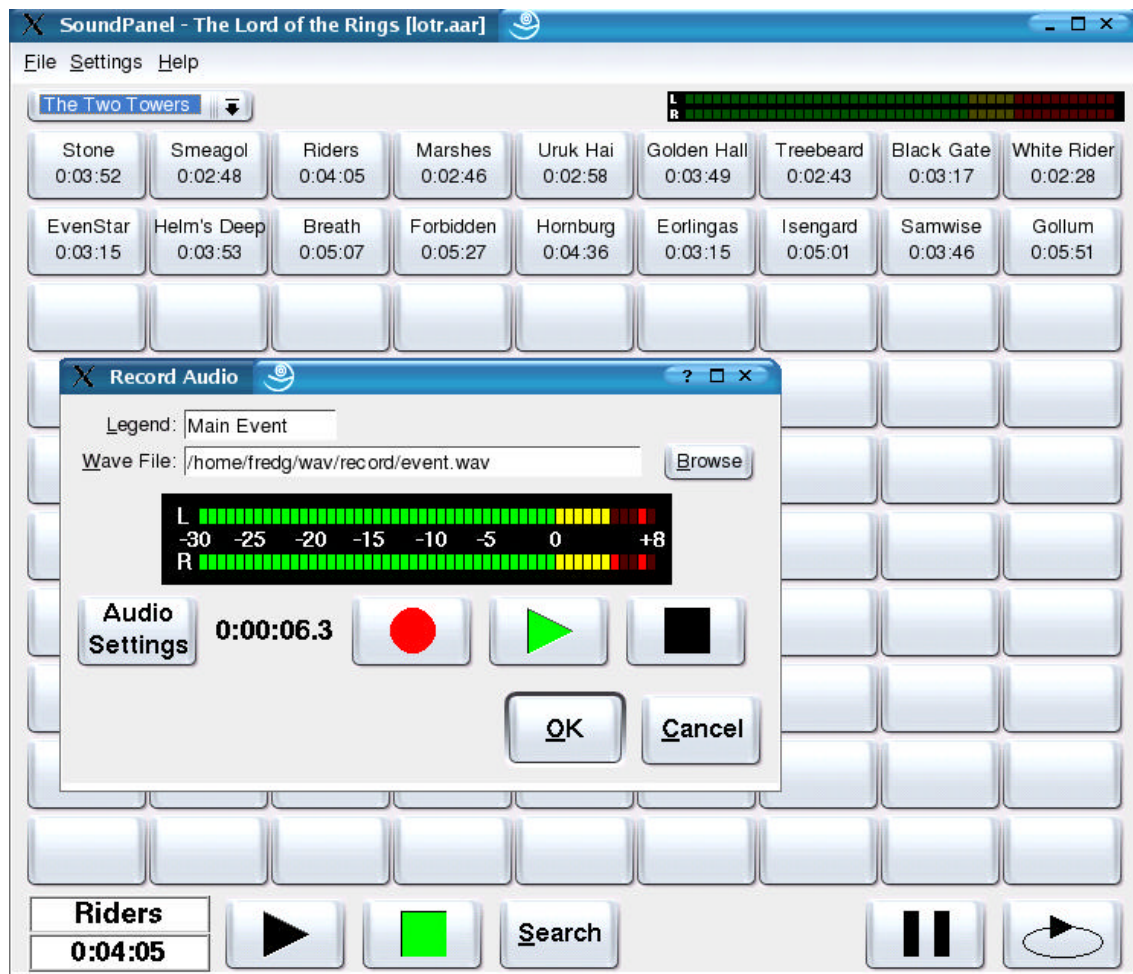 SoundPanel - The Lord of the Rings [lotr.aar]
File Settings Help
The Two Towers
L
R
Stone Smeagol Riders Marshes Uruk Hai Golden Hall Treebeard Black Gate White Rider
0:03:52 0:02:48 0:04:05 0:02:46 0:02:58 0:03:49 0:02:43 0:03:17 0:02:28
EvenStar Helm's Deep Breath Forbidden Hornburg Eorlingas Isengard Samwise Gollum
0:03:15 0:03:53 0:05:07 0:05:27 0:04:36 0:03:15 0:05:01 0:03:46 0:05:51
Record Audio ?
Legend: Main Event
Wave File: /home/fredg/wav/record/event.wav Browse
L
-30 -25 -20 -15 -10 -5 0 +8
R
Audio
Settings
0:00:06.3
OK Cancel
Riders
0:04:05
Search